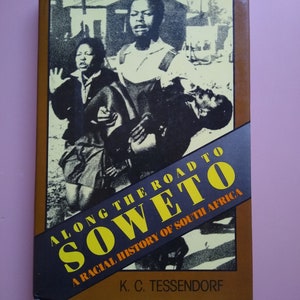 ALONG THE ROAD TO
SOWETO
A RACIAL HISTORY OF SOUTH AFRICA
K. C. TESSENDORF